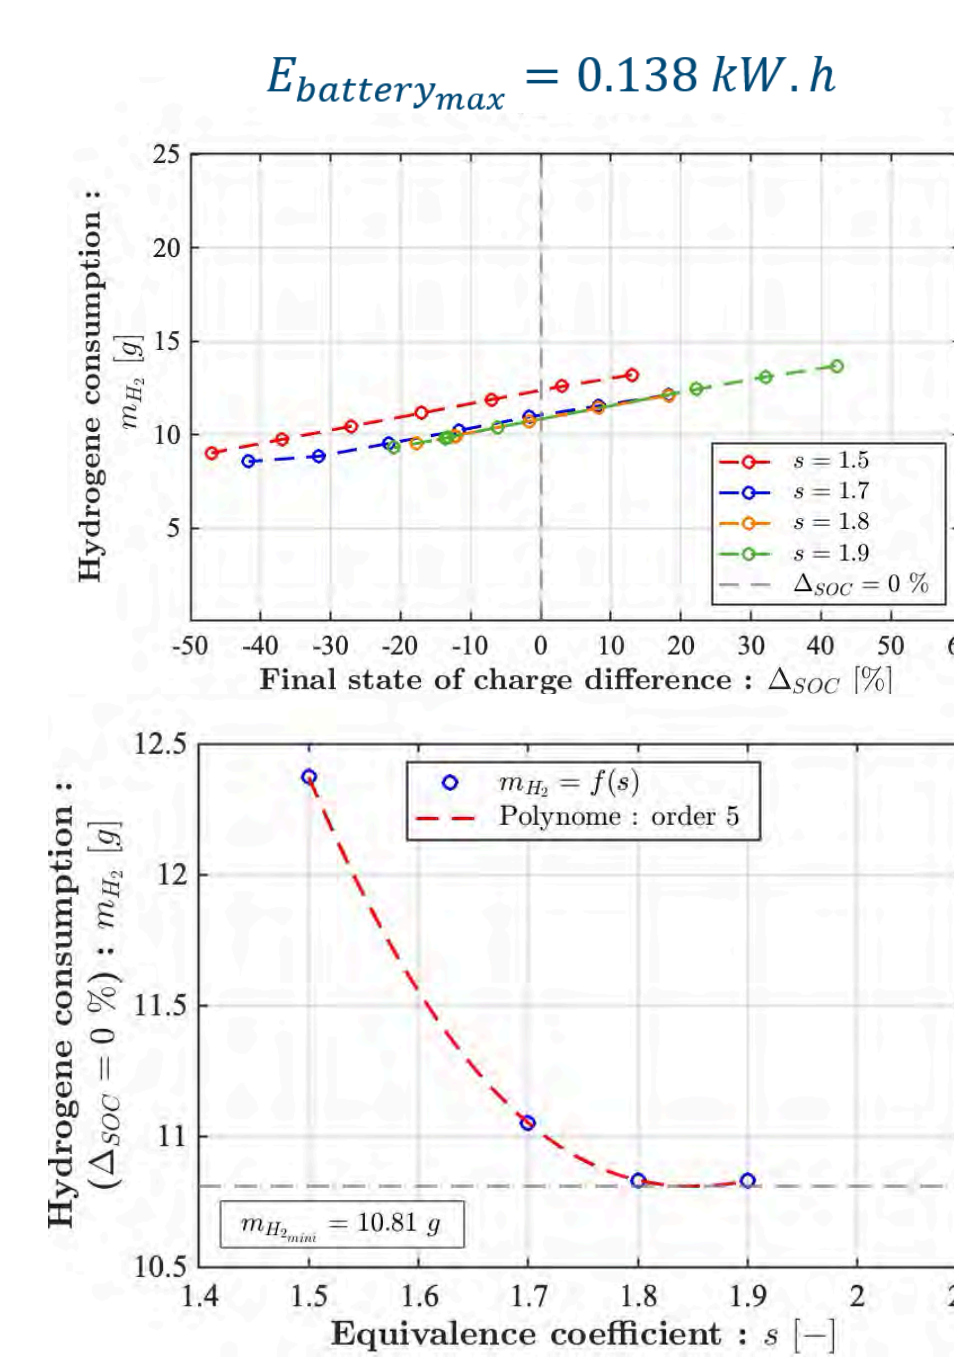 E_battery_max = 0.138 kW.h
Hydrogene consumption :
m_H₂ [g]
25
20
15
10
5
s = 1.5
s = 1.7
s = 1.8
s = 1.9
Δ_SOC = 0 %
-50 -40 -30 -20 -10 0 10 20 30 40 50
Final state of charge difference : Δ_SOC [%]
Hydrogene consumption :
(Δ_SOC = 0 %) : m_H₂ [g]
12.5
12
11.5
11
10.5
m_H₂ = f(s)
Polynome : order 5
m_H₂_mini = 10.81 g
1.4 1.5 1.6 1.7 1.8 1.9 2
Equivalence coefficient : s [−]